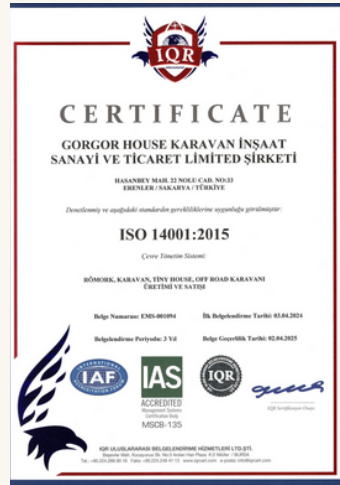 IQR
CERTIFICATE
GORGOR HOUSE KARAVAN İNŞAAT
SANAYİ VE TİCARET LİMİTED ŞİRKETİ
HASANBEY MAH. 22 NOLU CAD. NO:33
ERENLER / SAKARYA / TÜRKİYE
Denetlenmiş ve aşağıdaki standardın gerekliliklerine uygunluğu görülmüştür:
ISO 14001:2015
Çevre Yönetim Sistemi:
RÖMORK, KARAVAN, TİNY HOUSE, OFF ROAD KARAVANI
ÜRETİMİ VE SATIŞI
Belge Numarası: EMS-001094 İlk Belgelendirme Tarihi: 03.04.2024
Belgelendirme Periyodu: 3 Yıl Belge Geçerlilik Tarihi: 02.04.2025
INTERNATIONAL
IAF
ACCREDITATION FORUM
IAS
ACCREDITED
Management Systems
Certification Body
MSCB-135
IQR
IQR Sertifikasyon Onayı
IQR ULUSLARARASI BELGELENDİRME HİZMETLERİ LTD.ŞTİ.